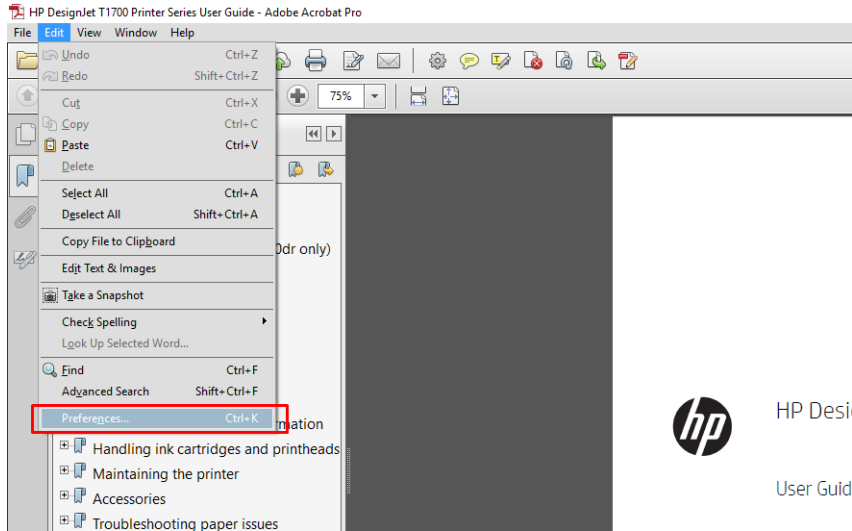 HP DesignJet T1700 Printer Series User Guide - Adobe Acrobat Pro
File Edit View Window Help
Undo Ctrl+Z
Redo Shift+Ctrl+Z
75%
Cut Ctrl+X
Copy Ctrl+C
Paste Ctrl+V
Delete
Select All Ctrl+A
Deselect All Shift+Ctrl+A
Copy File to Clipboard
0dr only)
Edit Text & Images
Take a Snapshot
Check Spelling
Look Up Selected Word...
Find Ctrl+F
Advanced Search Shift+Ctrl+F
Preferences... Ctrl+K
rmation
Handling ink cartridges and printheads
Maintaining the printer
Accessories
Troubleshooting paper issues
hp
HP Desi
User Guid